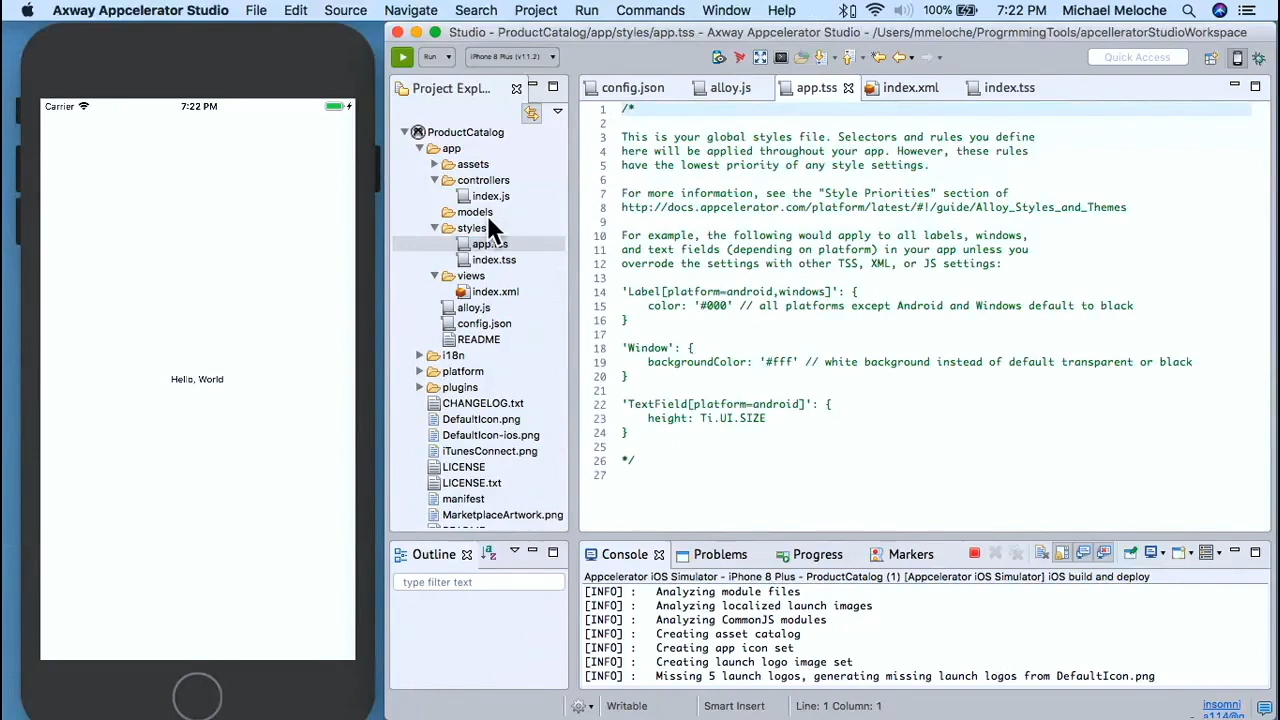 Axway Appcelerator Studio File Edit Source Navigate Search Project Run Commands Window Help 100% 7:22 PM Michael Meloche
Studio - ProductCatalog/app/styles/app.tss - Axway Appcelerator Studio - /Users/mmeloche/ProgrmmingTools/apcelleratorStudioWorkspace
Run iPhone 8 Plus (v11.2) Quick Access
Carrier 7:22 PM
Hello, World
Project Expl...
ProductCatalog
app
assets
controllers
index.js
models
styles
index.tss
views
index.xml
alloy.js
config.json
README
i18n
platform
plugins
CHANGELOG.txt
DefaultIcon.png
DefaultIcon-ios.png
iTunesConnect.png
LICENSE
LICENSE.txt
manifest
MarketplaceArtwork.png
config.json alloy.js app.tss index.xml index.tss
1 /*
2
3 This is your global styles file. Selectors and rules you define
4 here will be applied throughout your app. However, these rules
5 have the lowest priority of any style settings.
6
7 For more information, see the "Style Priorities" section of
8 http://docs.appcelerator.com/platform/latest/#!/guide/Alloy_Styles_and_Themes
9
10 For example, the following would apply to all labels, windows,
11 and text fields (depending on platform) in your app unless you
12 overrode the settings with other TSS, XML, or JS settings:
13
14 'Label[platform=android,windows]': {
15 color: '#000' // all platforms except Android and Windows default to black
16 }
17
18 'Window': {
19 backgroundColor: '#fff' // white background instead of default transparent or black
20 }
21
22 'TextField[platform=android]': {
23 height: Ti.UI.SIZE
24 }
25
26 */
27
Outline
type filter text
Console Problems Progress Markers
Appcelerator iOS Simulator - iPhone 8 Plus - ProductCatalog (1) [Appcelerator iOS Simulator] iOS build and deploy
[INFO] : Analyzing module files
[INFO] : Analyzing localized launch images
[INFO] : Analyzing CommonJS modules
[INFO] : Creating asset catalog
[INFO] : Creating app icon set
[INFO] : Creating launch logo image set
[INFO] : Missing 5 launch logos, generating missing launch logos from DefaultIcon.png
Writable Smart Insert Line: 1 Column: 1
insomni